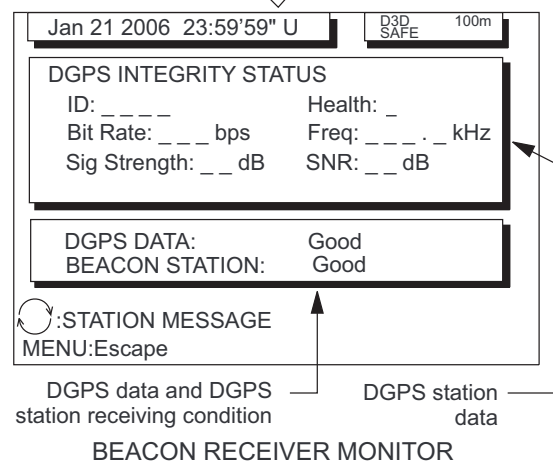 Jan 21 2006 23:59'59" U
D3D 100m
SAFE
DGPS INTEGRITY STATUS
ID: _ _ _ _ Health: _
Bit Rate: _ _ _ bps Freq: _ _ _ . _ kHz
Sig Strength: _ _ dB SNR: _ _ dB
DGPS DATA: Good
BEACON STATION: Good
:STATION MESSAGE
MENU:Escape
DGPS data and DGPS
station receiving condition
DGPS station
data
BEACON RECEIVER MONITOR